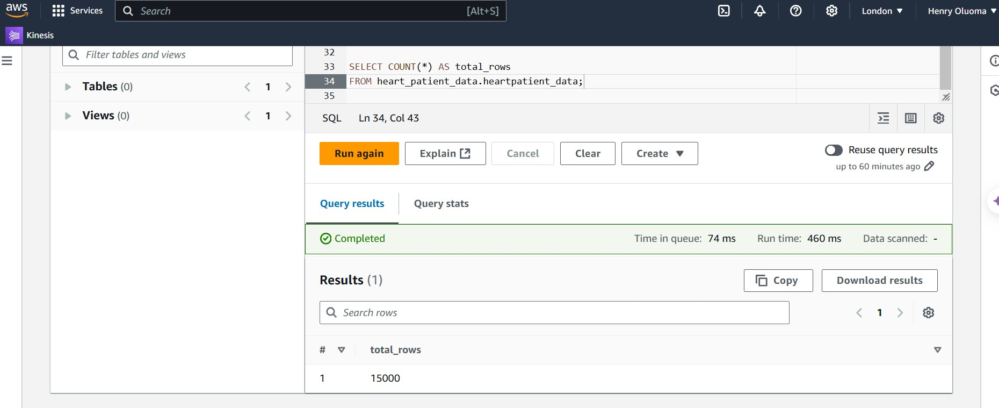 aws
Services
Search
[Alt+S]
London
Henry Oluoma
Kinesis
Filter tables and views
Tables (0)
1
Views (0)
1
32
33 SELECT COUNT(*) AS total_rows
34 FROM heart_patient_data.heartpatient_data;
35
SQL Ln 34, Col 43
Run again
Explain
Cancel
Clear
Create
Reuse query results
up to 60 minutes ago
Query results
Query stats
Completed
Time in queue: 74 ms
Run time: 460 ms
Data scanned: -
Results (1)
Copy
Download results
Search rows
1
# total_rows
1 15000